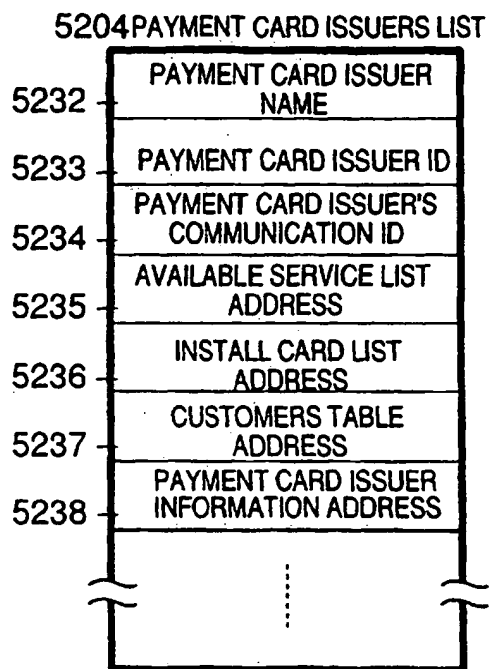 5204 PAYMENT CARD ISSUERS LIST
5232 PAYMENT CARD ISSUER
NAME
5233 PAYMENT CARD ISSUER ID
5234 PAYMENT CARD ISSUER'S
COMMUNICATION ID
5235 AVAILABLE SERVICE LIST
ADDRESS
5236 INSTALL CARD LIST
ADDRESS
5237 CUSTOMERS TABLE
ADDRESS
5238 PAYMENT CARD ISSUER
INFORMATION ADDRESS